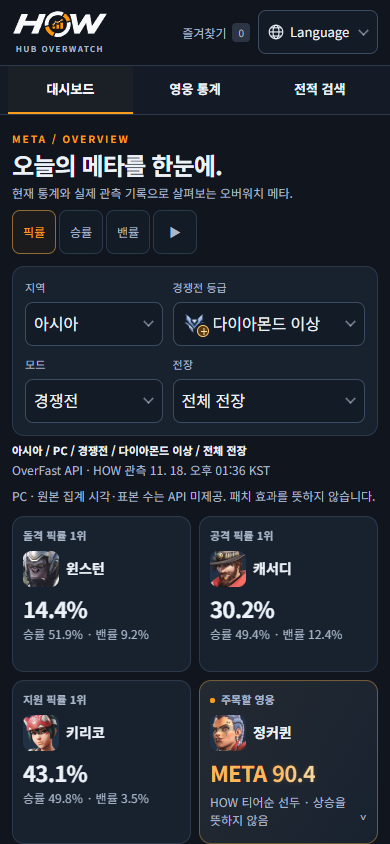 HOW
HUB OVERWATCH
즐겨찾기 0
Language
대시보드 영웅 통계 전적 검색
META / OVERVIEW
오늘의 메타를 한눈에.
현재 통계와 실제 관측 기록으로 살펴보는 오버워치 메타.
픽률 승률 밴률 ▶
지역 경쟁전 등급
아시아 다이아몬드 이상
모드 전장
경쟁전 전체 전장
아시아 / PC / 경쟁전 / 다이아몬드 이상 / 전체 전장
OverFast API · HOW 관측 11. 18. 오후 01:36 KST
PC · 원본 집계 시각·표본 수는 API 미제공. 패치 효과를 뜻하지 않습니다.
돌격 픽률 1위
윈스턴
14.4%
승률 51.9% · 밴률 9.2%
공격 픽률 1위
캐서디
30.2%
승률 49.4% · 밴률 12.4%
지원 픽률 1위
키리코
43.1%
승률 49.8% · 밴률 3.5%
주목할 영웅
정커퀸
META 90.4
HOW 티어순 선두 · 상승을
뜻하지 않음